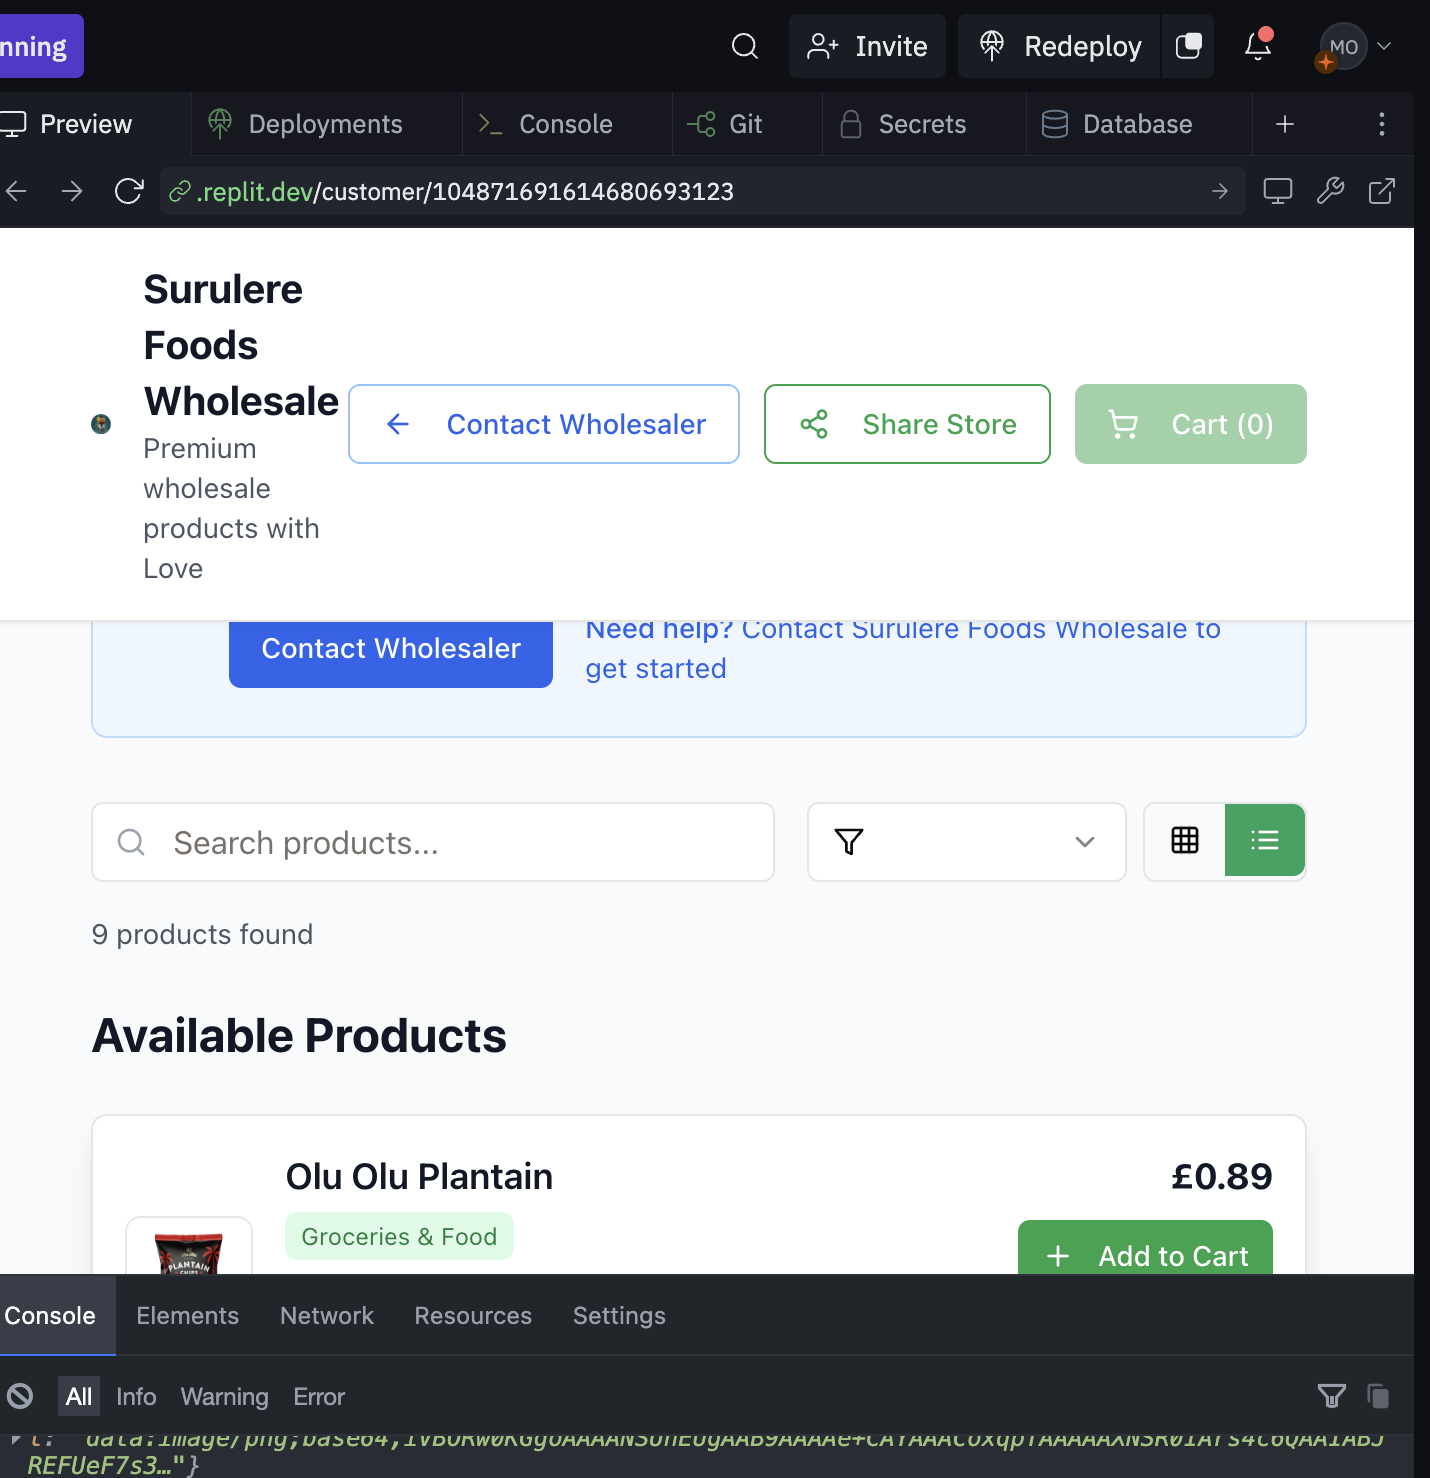 nning
Invite
Redeploy
MO
Preview
Deployments
Console
Git
Secrets
Database
.replit.dev/customer/104871691614680693123
Surulere
Foods
Wholesale
Premium
wholesale
products with
Love
Contact Wholesaler
Share Store
Cart (0)
Contact Wholesaler
Need help? Contact Surulere Foods Wholesale to
get started
Search products...
9 products found
Available Products
Olu Olu Plantain
£0.89
Groceries & Food
Add to Cart
PLANTAIN
CHIPS
Console
Elements
Network
Resources
Settings
All
Info
Warning
Error
REFUeF7s3…"}